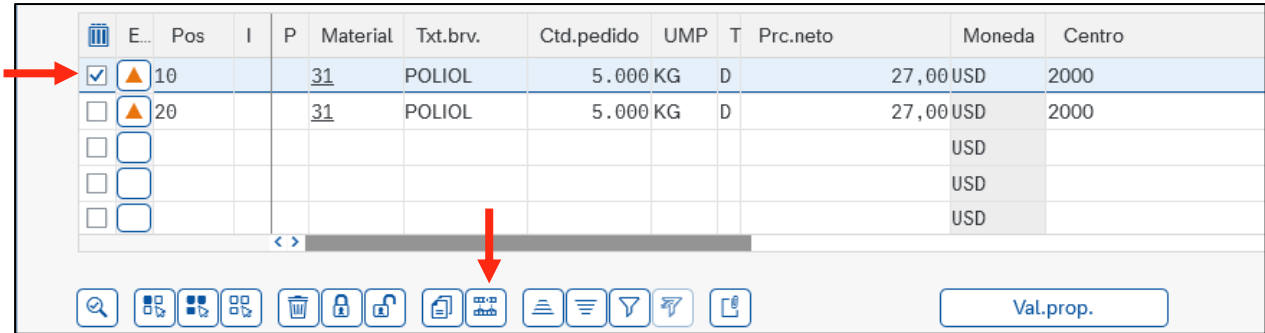 E... Pos I P Material Txt.brv. Ctd.pedido UMP T Prc.neto Moneda Centro
10 31 POLIOL 5.000 KG D 27,00 USD 2000
20 31 POLIOL 5.000 KG D 27,00 USD 2000
USD
USD
USD
Val.prop.